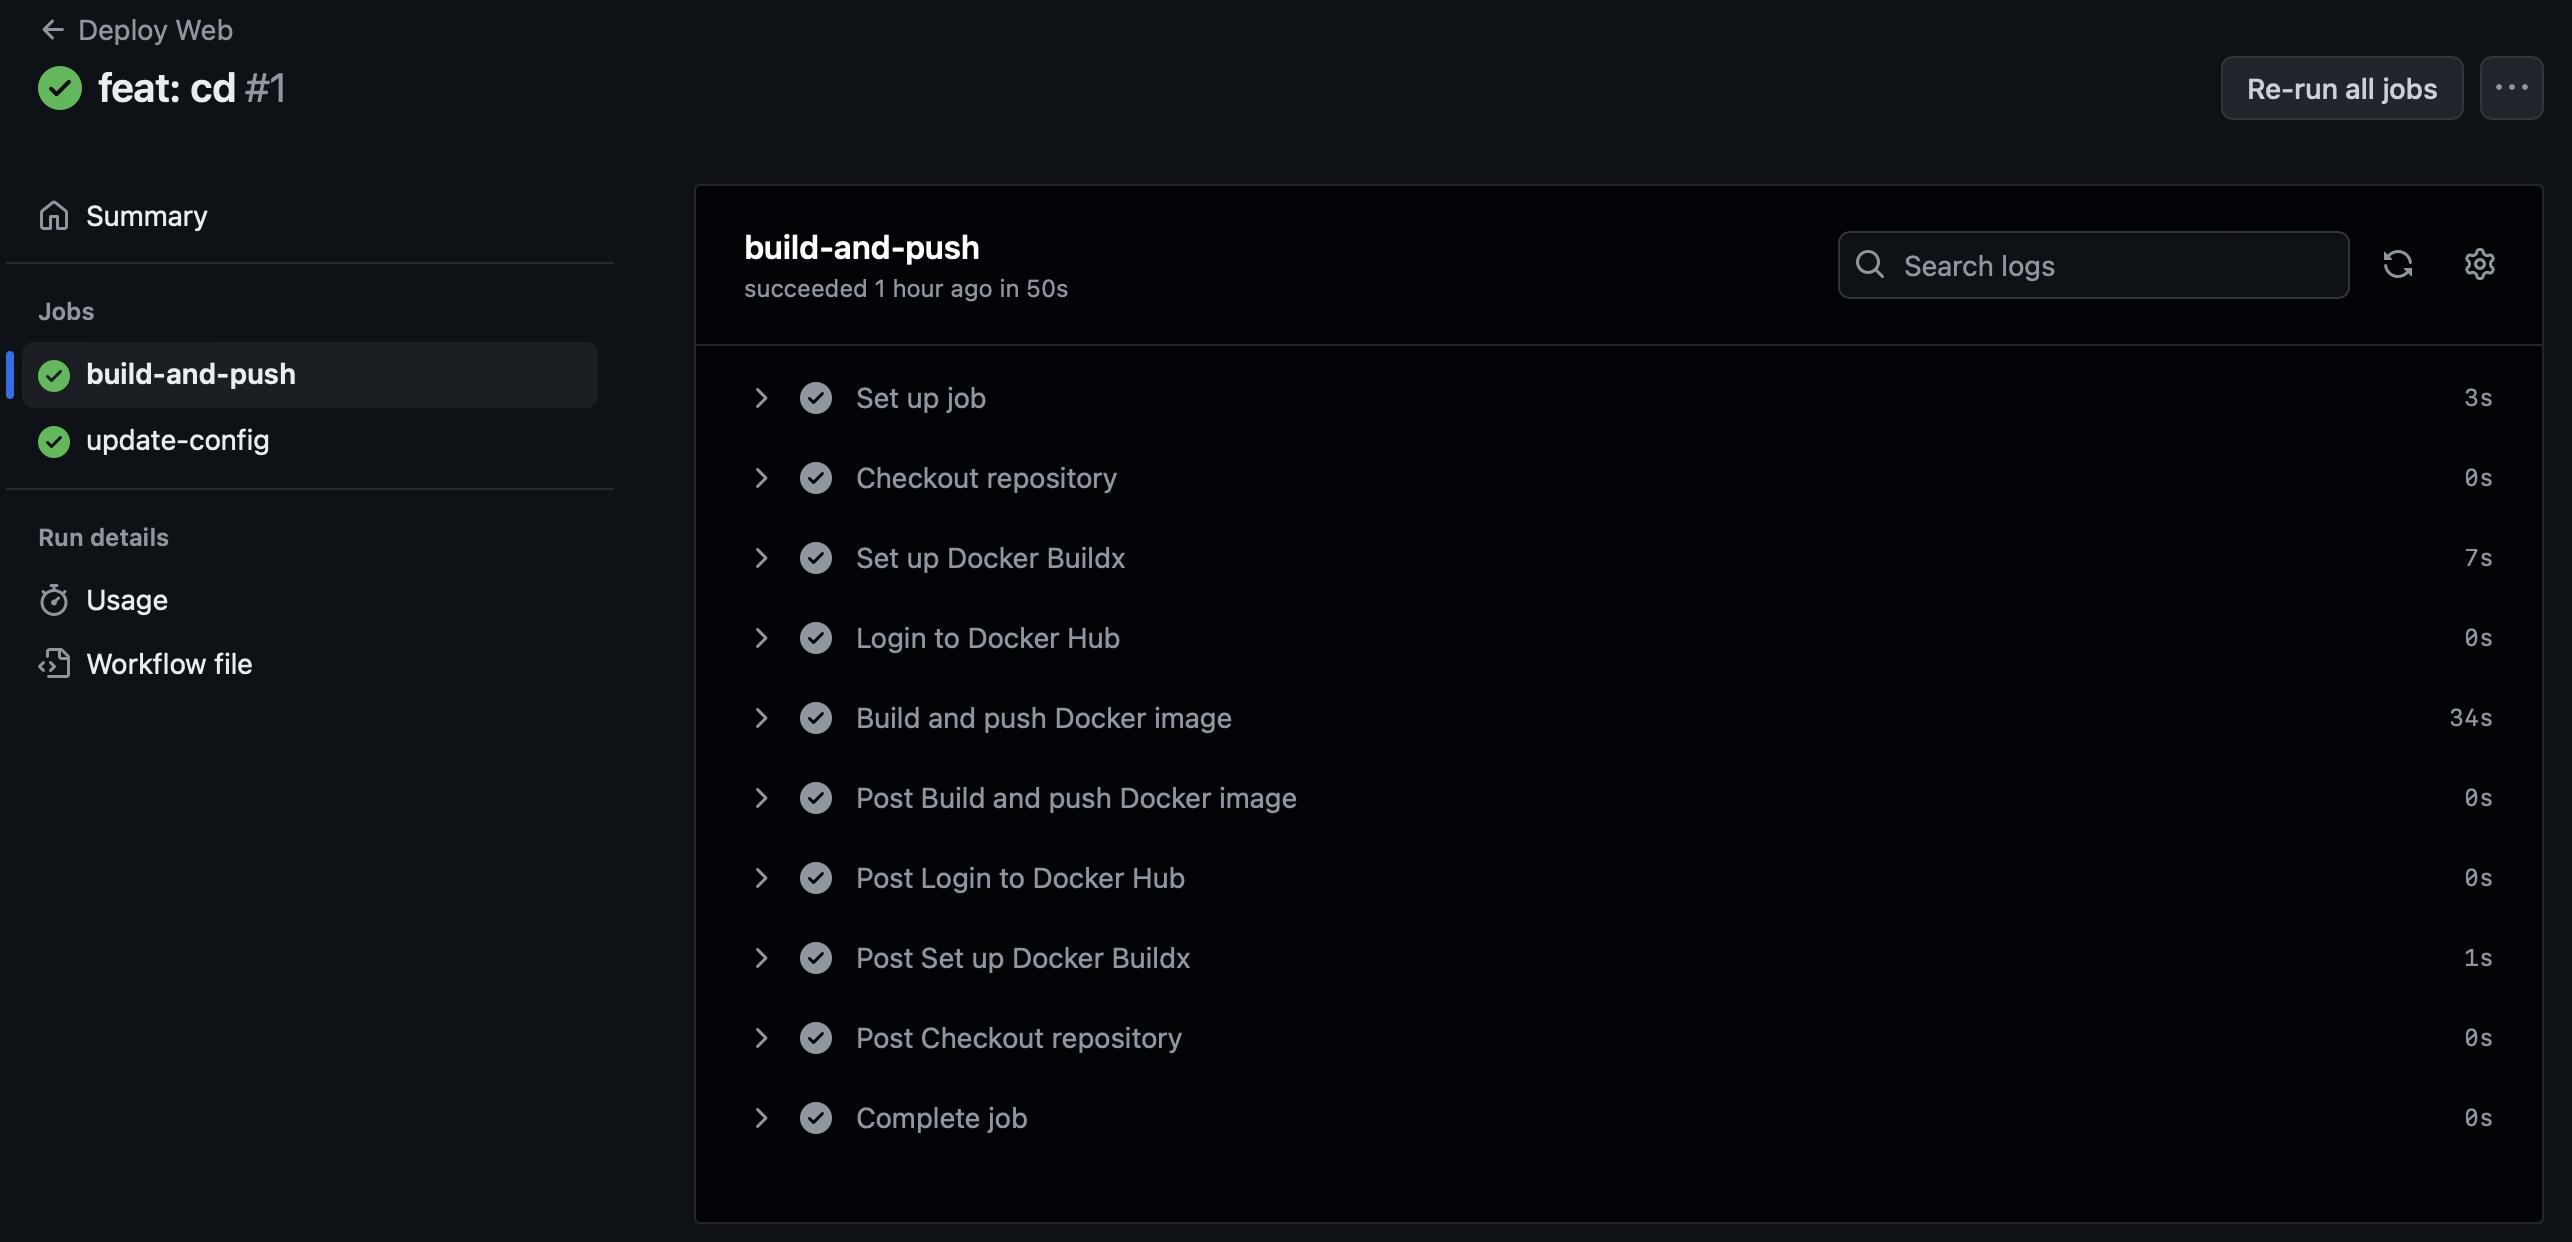 Deploy Web
feat: cd #1
Re-run all jobs
Summary
Jobs
build-and-push
update-config
Run details
Usage
Workflow file
build-and-push
succeeded 1 hour ago in 50s
Search logs
Set up job 3s
Checkout repository 0s
Set up Docker Buildx 7s
Login to Docker Hub 0s
Build and push Docker image 34s
Post Build and push Docker image 0s
Post Login to Docker Hub 0s
Post Set up Docker Buildx 1s
Post Checkout repository 0s
Complete job 0s